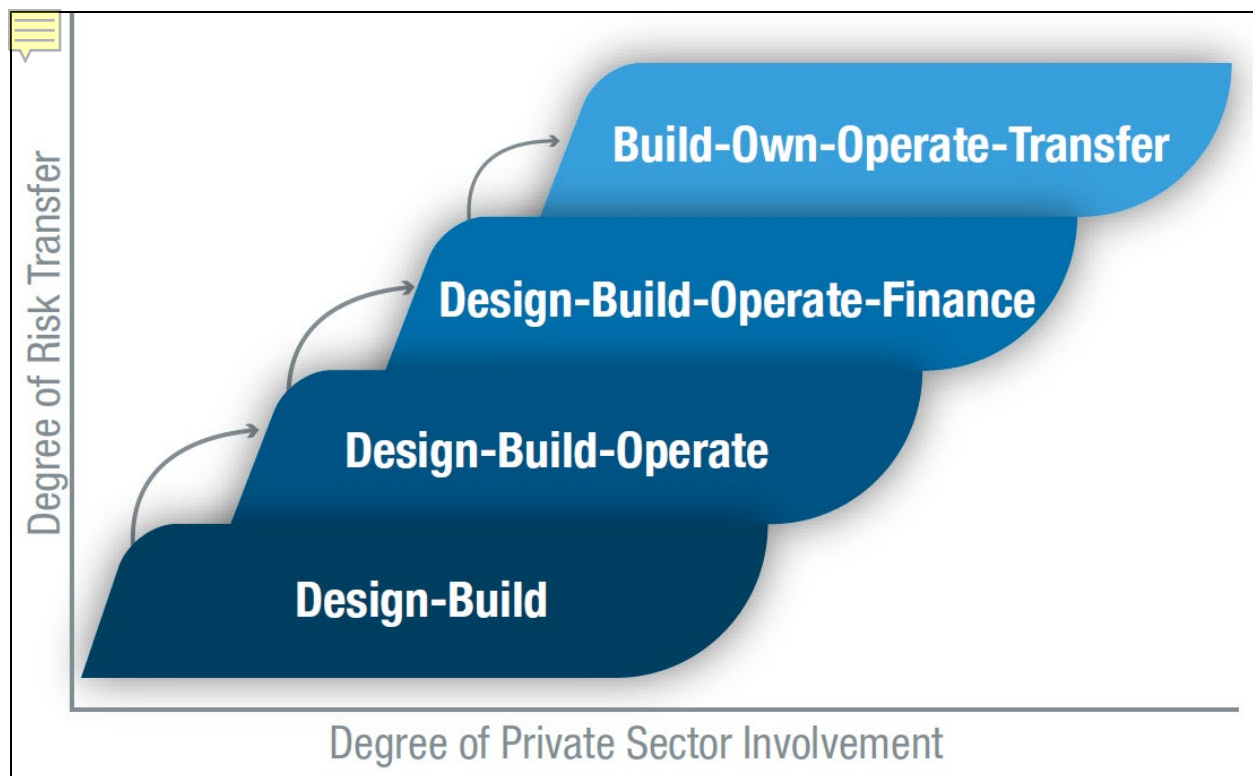 Degree of Risk Transfer
Build-Own-Operate-Transfer
Design-Build-Operate-Finance
Design-Build-Operate
Design-Build
Degree of Private Sector Involvement